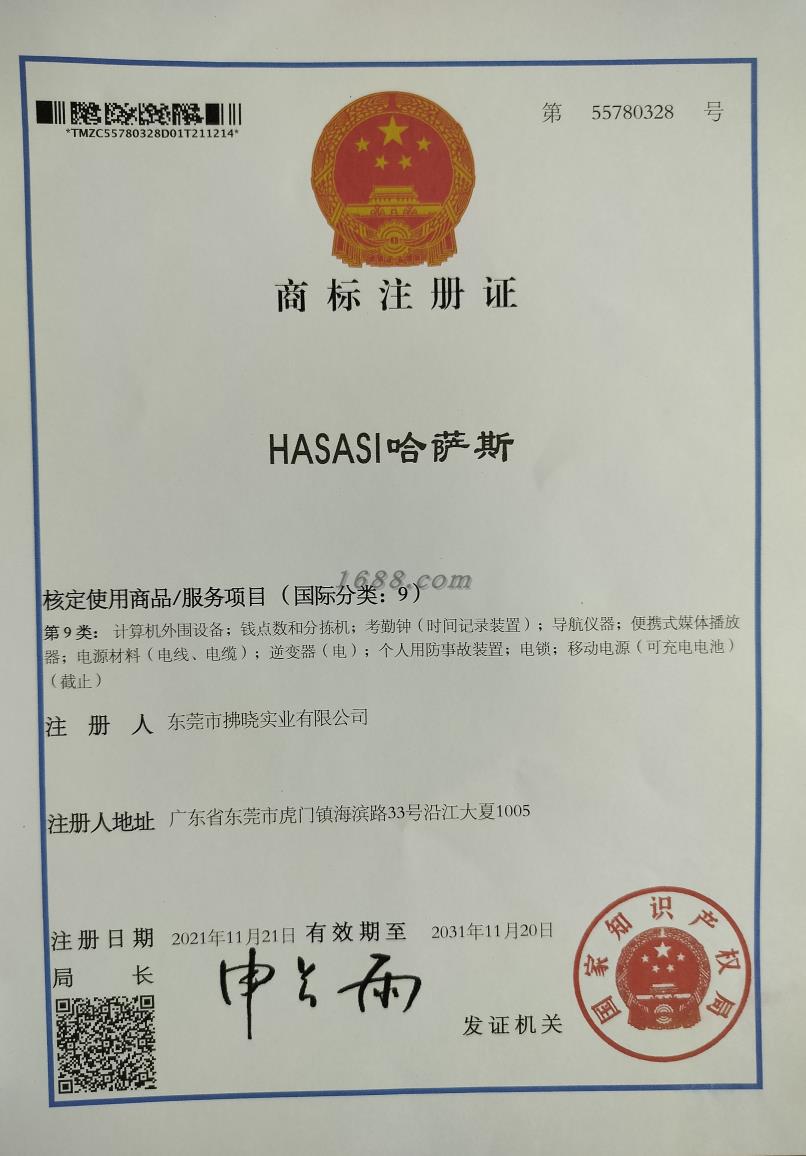 *TMZC55780328D01T211214*
第 55780328 号
商标注册证
HASASI哈萨斯
1688.com
核定使用商品/服务项目（国际分类：9）
第9类：计算机外围设备；钱点数和分拣机；考勤钟（时间记录装置）；导航仪器；便携式媒体播放
器；电源材料（电线、电缆）；逆变器（电）；个人用防事故装置；电锁；移动电源（可充电电池）
（截止）
注册人 东莞市拂晓实业有限公司
注册人地址 广东省东莞市虎门镇海滨路33号沿江大夏1005
注册日期 2021年11月21日 有效期至 2031年11月20日
局长 申长雨
发证机关
国家知识产权局